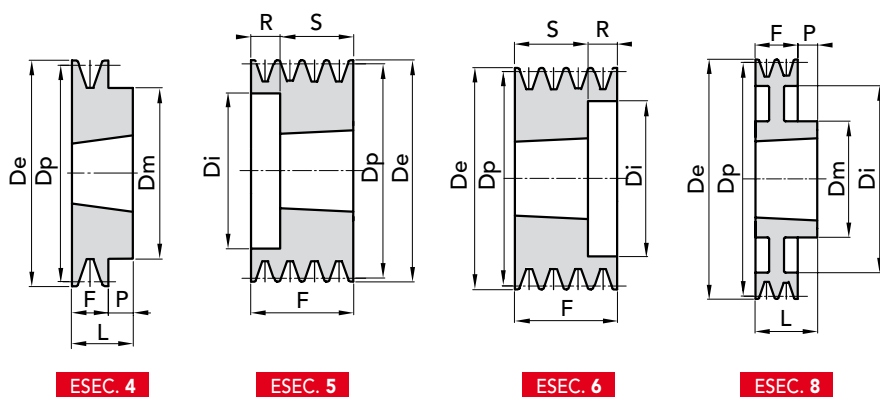 R S
S R
F P
De
Dp
Dm
Di
Dp
De
De
Dp
Di
De
Dp
Dm
Di
F P
L
F
F
L
ESEC. 4
ESEC. 5
ESEC. 6
ESEC. 8